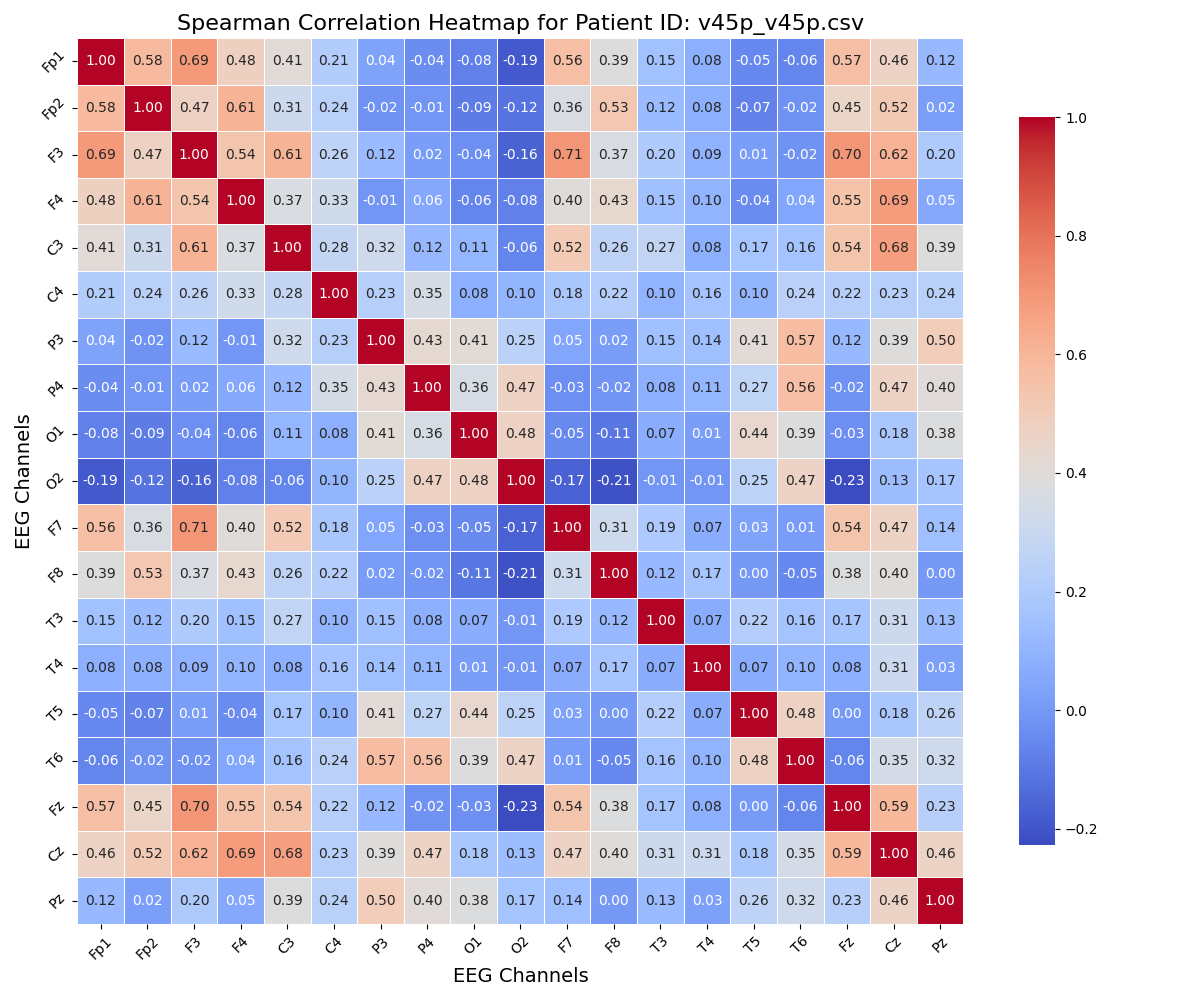 Spearman Correlation Heatmap for Patient ID: v45p_v45p.csv
Fp1 1.00 0.58 0.69 0.48 0.41 0.21 0.04 -0.04 -0.08 -0.19 0.56 0.39 0.15 0.08 -0.05 -0.06 0.57 0.46 0.12
Fp2 0.58 1.00 0.47 0.61 0.31 0.24 -0.02 -0.01 -0.09 -0.12 0.36 0.53 0.12 0.08 -0.07 -0.02 0.45 0.52 0.02
F3 0.69 0.47 1.00 0.54 0.61 0.26 0.12 0.02 -0.04 -0.16 0.71 0.37 0.20 0.09 0.01 -0.02 0.70 0.62 0.20
F4 0.48 0.61 0.54 1.00 0.37 0.33 -0.01 0.06 -0.06 -0.08 0.40 0.43 0.15 0.10 -0.04 0.04 0.55 0.69 0.05
C3 0.41 0.31 0.61 0.37 1.00 0.28 0.32 0.12 0.11 -0.06 0.52 0.26 0.27 0.08 0.17 0.16 0.54 0.68 0.39
C4 0.21 0.24 0.26 0.33 0.28 1.00 0.23 0.35 0.08 0.10 0.18 0.22 0.10 0.16 0.10 0.24 0.22 0.23 0.24
P3 0.04 -0.02 0.12 -0.01 0.32 0.23 1.00 0.43 0.41 0.25 0.05 0.02 0.15 0.14 0.41 0.57 0.12 0.39 0.50
P4 -0.04 -0.01 0.02 0.06 0.12 0.35 0.43 1.00 0.36 0.47 -0.03 -0.02 0.08 0.11 0.27 0.56 -0.02 0.47 0.40
O1 -0.08 -0.09 -0.04 -0.06 0.11 0.08 0.41 0.36 1.00 0.48 -0.05 -0.11 0.07 0.01 0.44 0.39 -0.03 0.18 0.38
O2 -0.19 -0.12 -0.16 -0.08 -0.06 0.10 0.25 0.47 0.48 1.00 -0.17 -0.21 -0.01 -0.01 0.25 0.47 -0.23 0.13 0.17
F7 0.56 0.36 0.71 0.40 0.52 0.18 0.05 -0.03 -0.05 -0.17 1.00 0.31 0.19 0.07 0.03 0.01 0.54 0.47 0.14
F8 0.39 0.53 0.37 0.43 0.26 0.22 0.02 -0.02 -0.11 -0.21 0.31 1.00 0.12 0.17 0.00 -0.05 0.38 0.40 0.00
T3 0.15 0.12 0.20 0.15 0.27 0.10 0.15 0.08 0.07 -0.01 0.19 0.12 1.00 0.07 0.22 0.16 0.17 0.31 0.13
T4 0.08 0.08 0.09 0.10 0.08 0.16 0.14 0.11 0.01 -0.01 0.07 0.17 0.07 1.00 0.07 0.10 0.08 0.31 0.03
T5 -0.05 -0.07 0.01 -0.04 0.17 0.10 0.41 0.27 0.44 0.25 0.03 0.00 0.22 0.07 1.00 0.48 0.00 0.18 0.26
T6 -0.06 -0.02 -0.02 0.04 0.16 0.24 0.57 0.56 0.39 0.47 0.01 -0.05 0.16 0.10 0.48 1.00 -0.06 0.35 0.32
Fz 0.57 0.45 0.70 0.55 0.54 0.22 0.12 -0.02 -0.03 -0.23 0.54 0.38 0.17 0.08 0.00 -0.06 1.00 0.59 0.23
Cz 0.46 0.52 0.62 0.69 0.68 0.23 0.39 0.47 0.18 0.13 0.47 0.40 0.31 0.31 0.18 0.35 0.59 1.00 0.46
Pz 0.12 0.02 0.20 0.05 0.39 0.24 0.50 0.40 0.38 0.17 0.14 0.00 0.13 0.03 0.26 0.32 0.23 0.46 1.00
Fp1 Fp2 F3 F4 C3 C4 P3 P4 O1 O2 F7 F8 T3 T4 T5 T6 Fz Cz Pz
EEG Channels
EEG Channels
1.0
0.8
0.6
0.4
0.2
0.0
−0.2